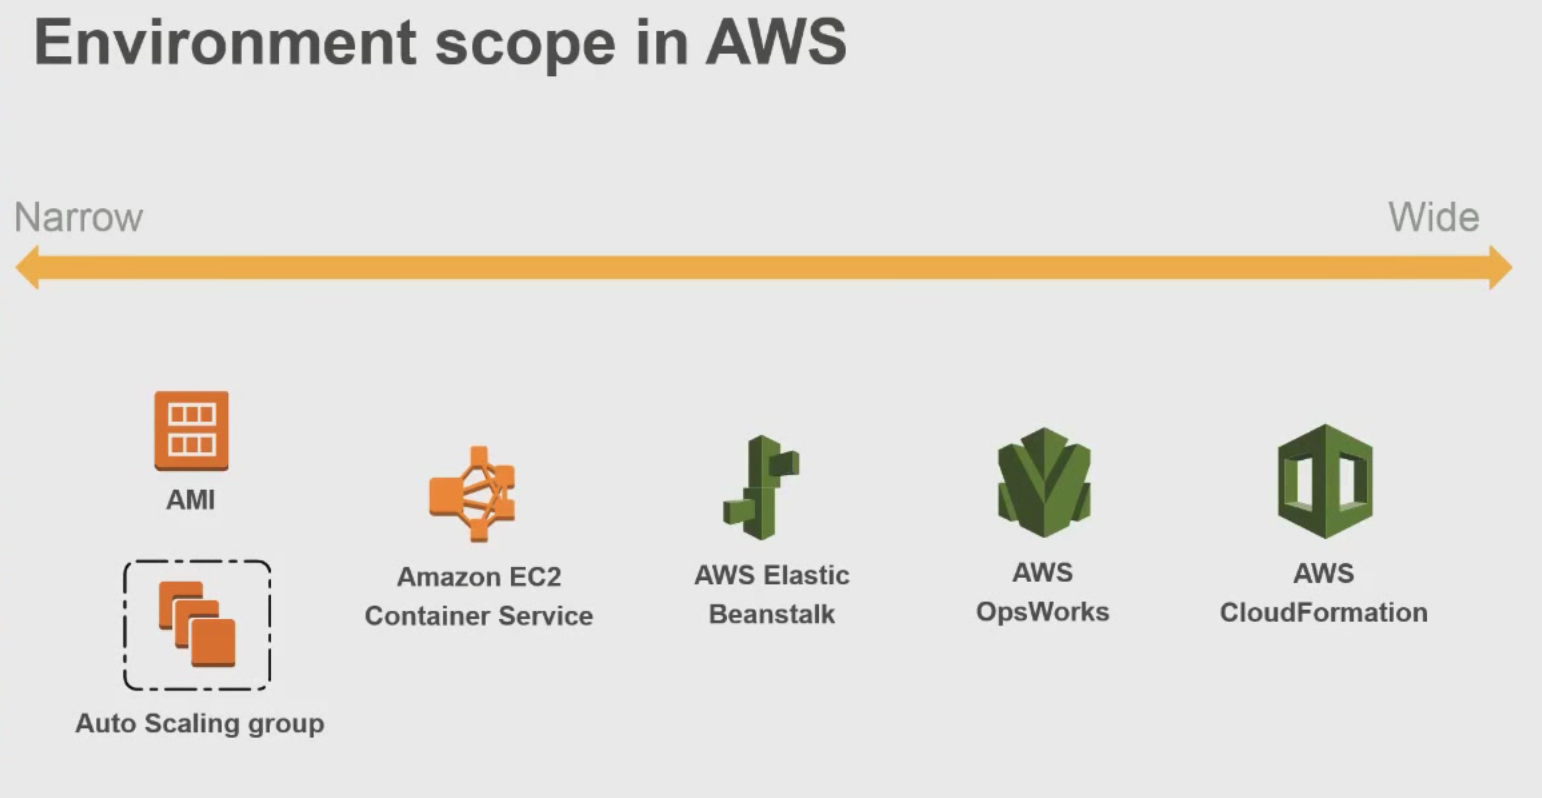 Environment scope in AWS
Narrow
Wide
AMI
Auto Scaling group
Amazon EC2
Container Service
AWS Elastic
Beanstalk
AWS
OpsWorks
AWS
CloudFormation